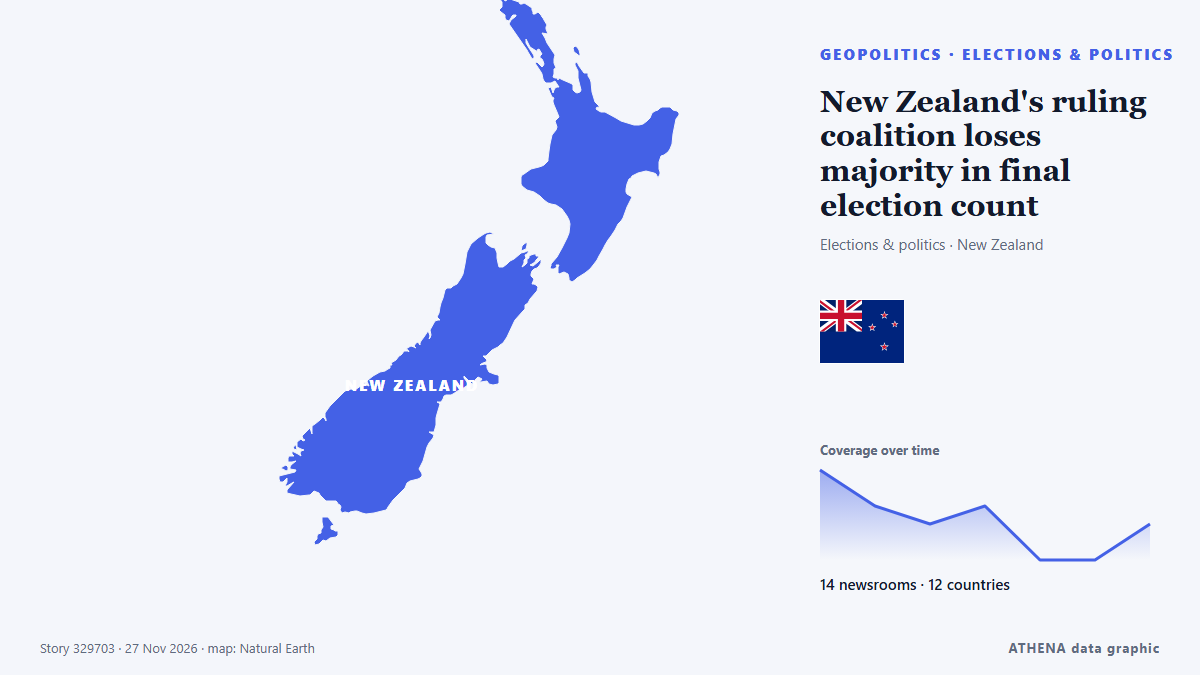 GEOPOLITICS · ELECTIONS & POLITICS
New Zealand's ruling
coalition loses
majority in final
election count
Elections & politics · New Zealand
NEW ZEALAND
Coverage over time
14 newsrooms · 12 countries
Story 329703 · 27 Nov 2026 · map: Natural Earth
ATHENA data graphic